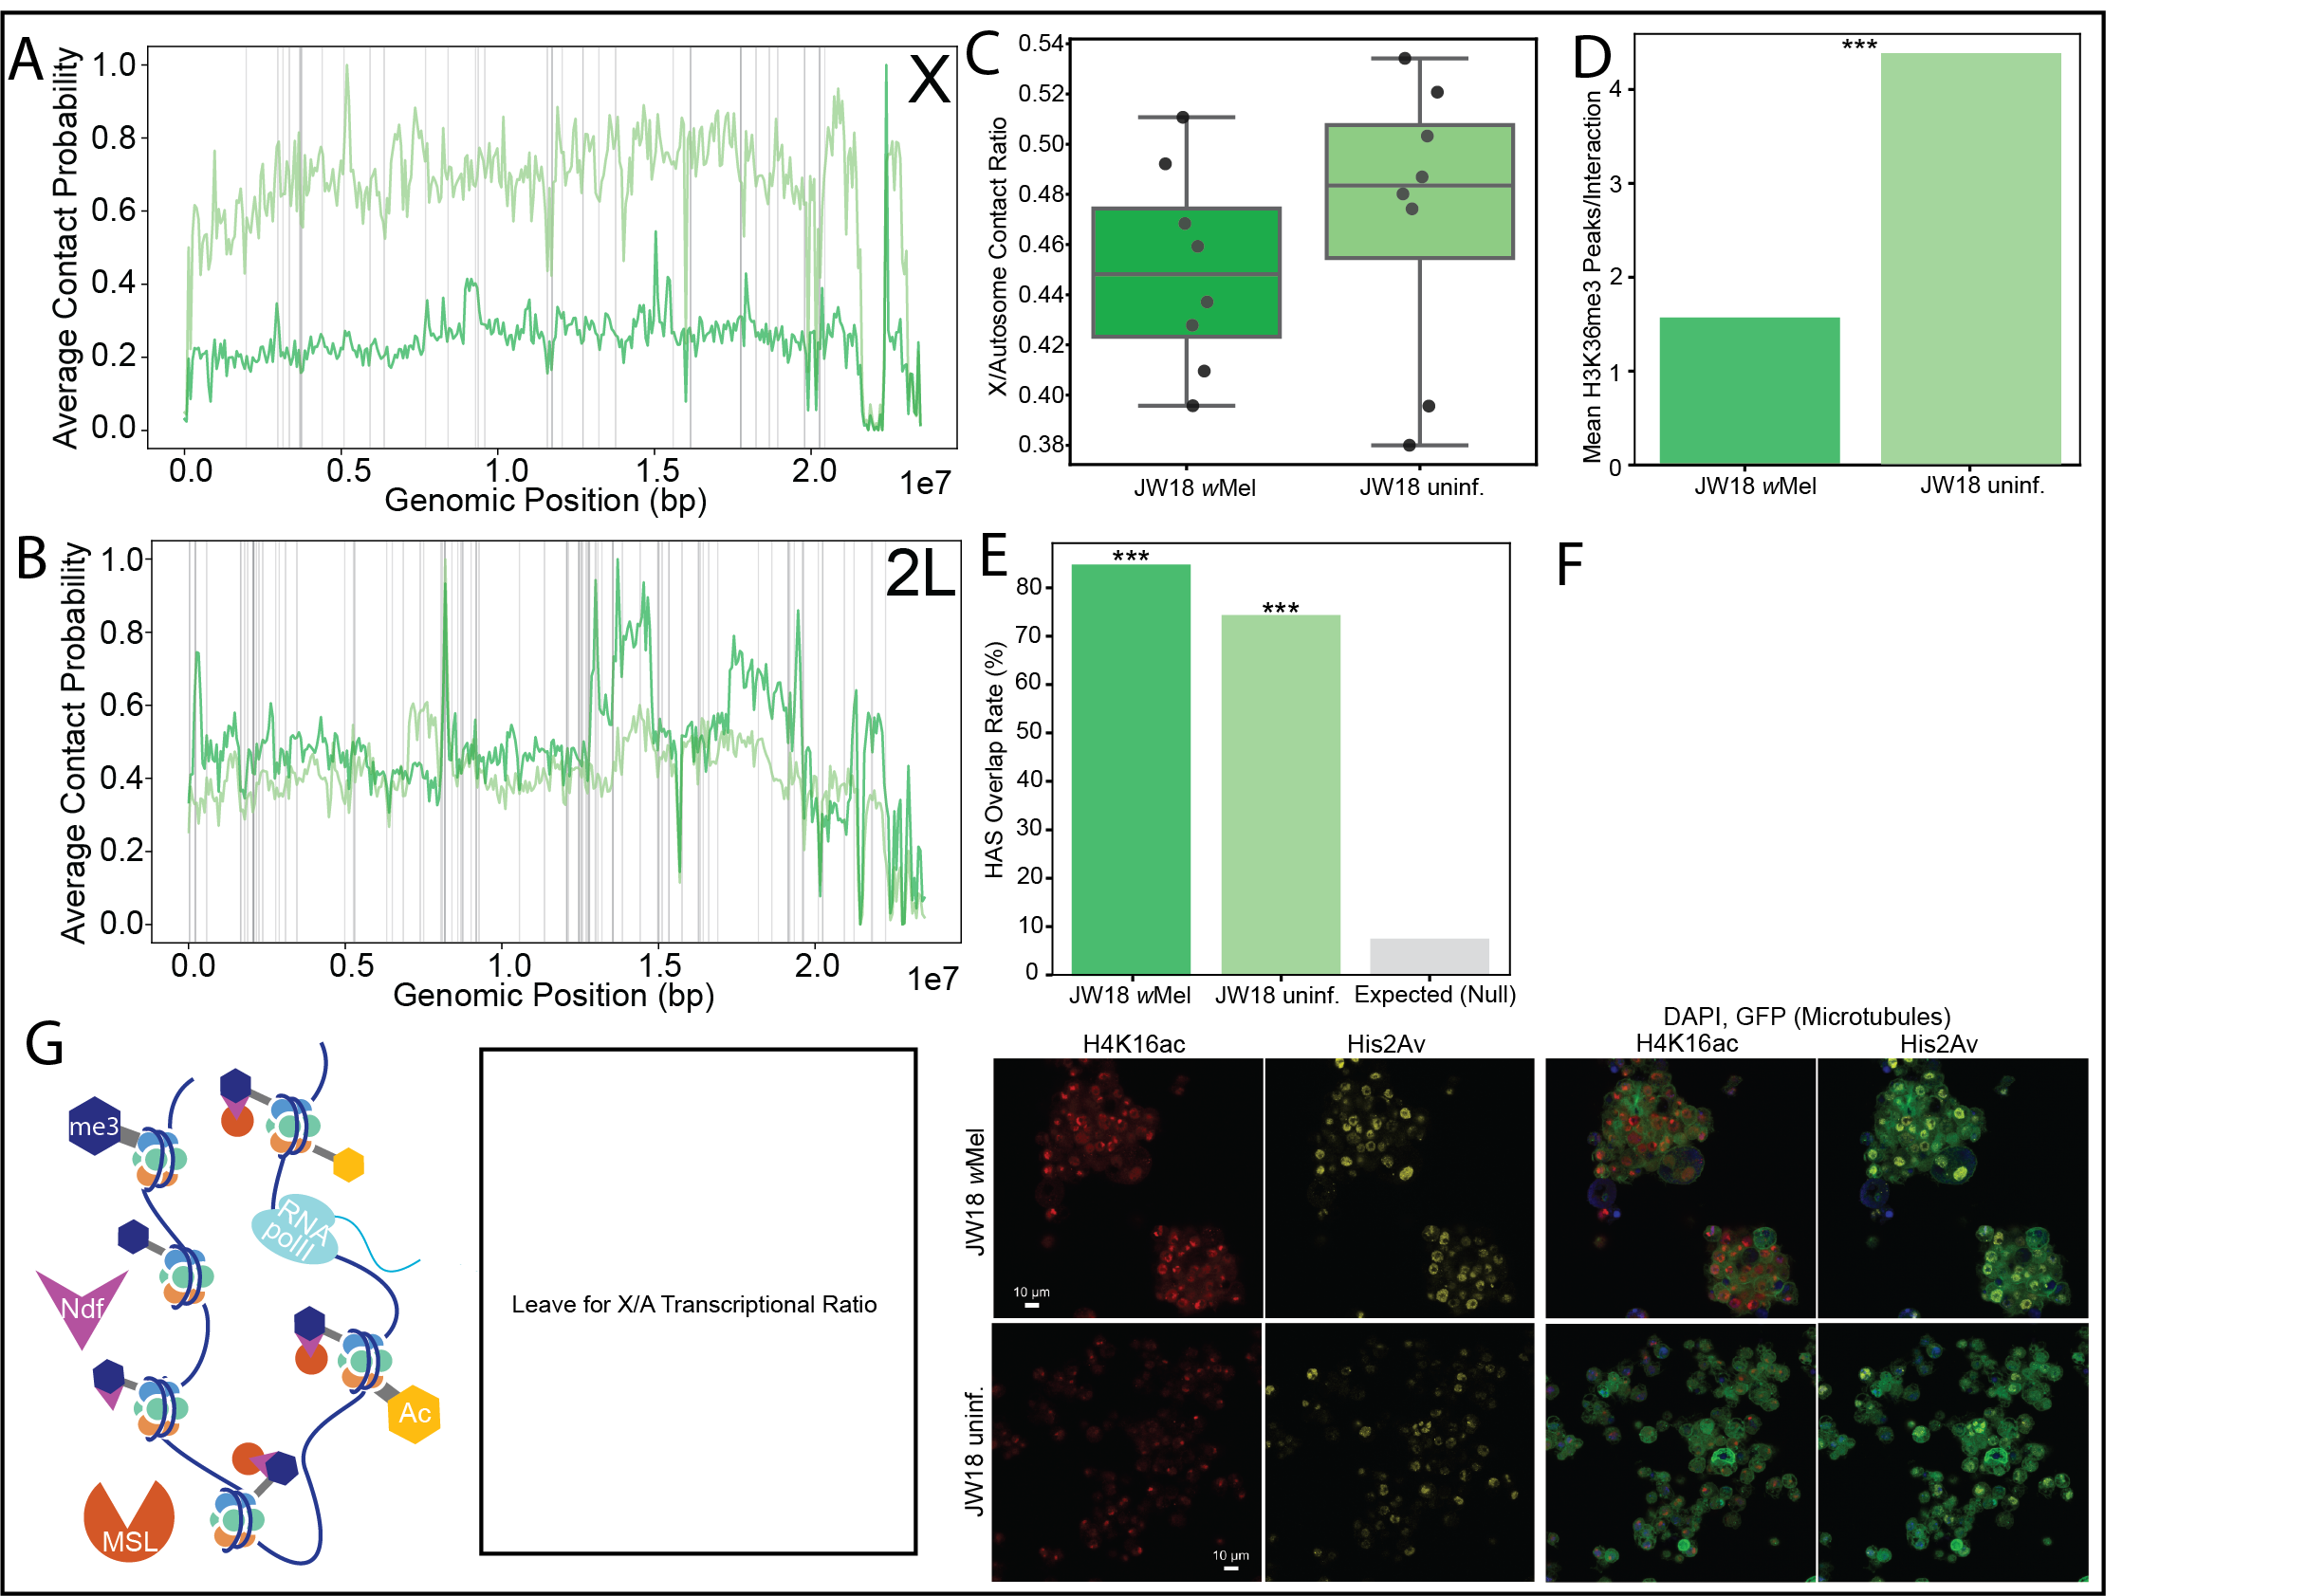 A
X
Average Contact Probability
1.0
0.8
0.6
0.4
0.2
0.0
0.0 0.5 1.0 1.5 2.0
1e7
Genomic Position (bp)
B
2L
Average Contact Probability
1.0
0.8
0.6
0.4
0.2
0.0
0.0 0.5 1.0 1.5 2.0
1e7
Genomic Position (bp)
C
X/Autosome Contact Ratio
0.54
0.52
0.50
0.48
0.46
0.44
0.42
0.40
0.38
JW18 wMel JW18 uninf.
D
Mean H3K36me3 Peaks/Interaction
***
4
3
2
1
0
JW18 wMel JW18 uninf.
E
HAS Overlap Rate (%)
***
***
80
70
60
50
40
30
20
10
0
JW18 wMel JW18 uninf. Expected (Null)
F
DAPI, GFP (Microtubules)
H4K16ac His2Av H4K16ac His2Av
JW18 wMel
10 µm
JW18 uninf.
10 µm
G
me3
RNA
polII
Ndf
Ac
MSL
Leave for X/A Transcriptional Ratio